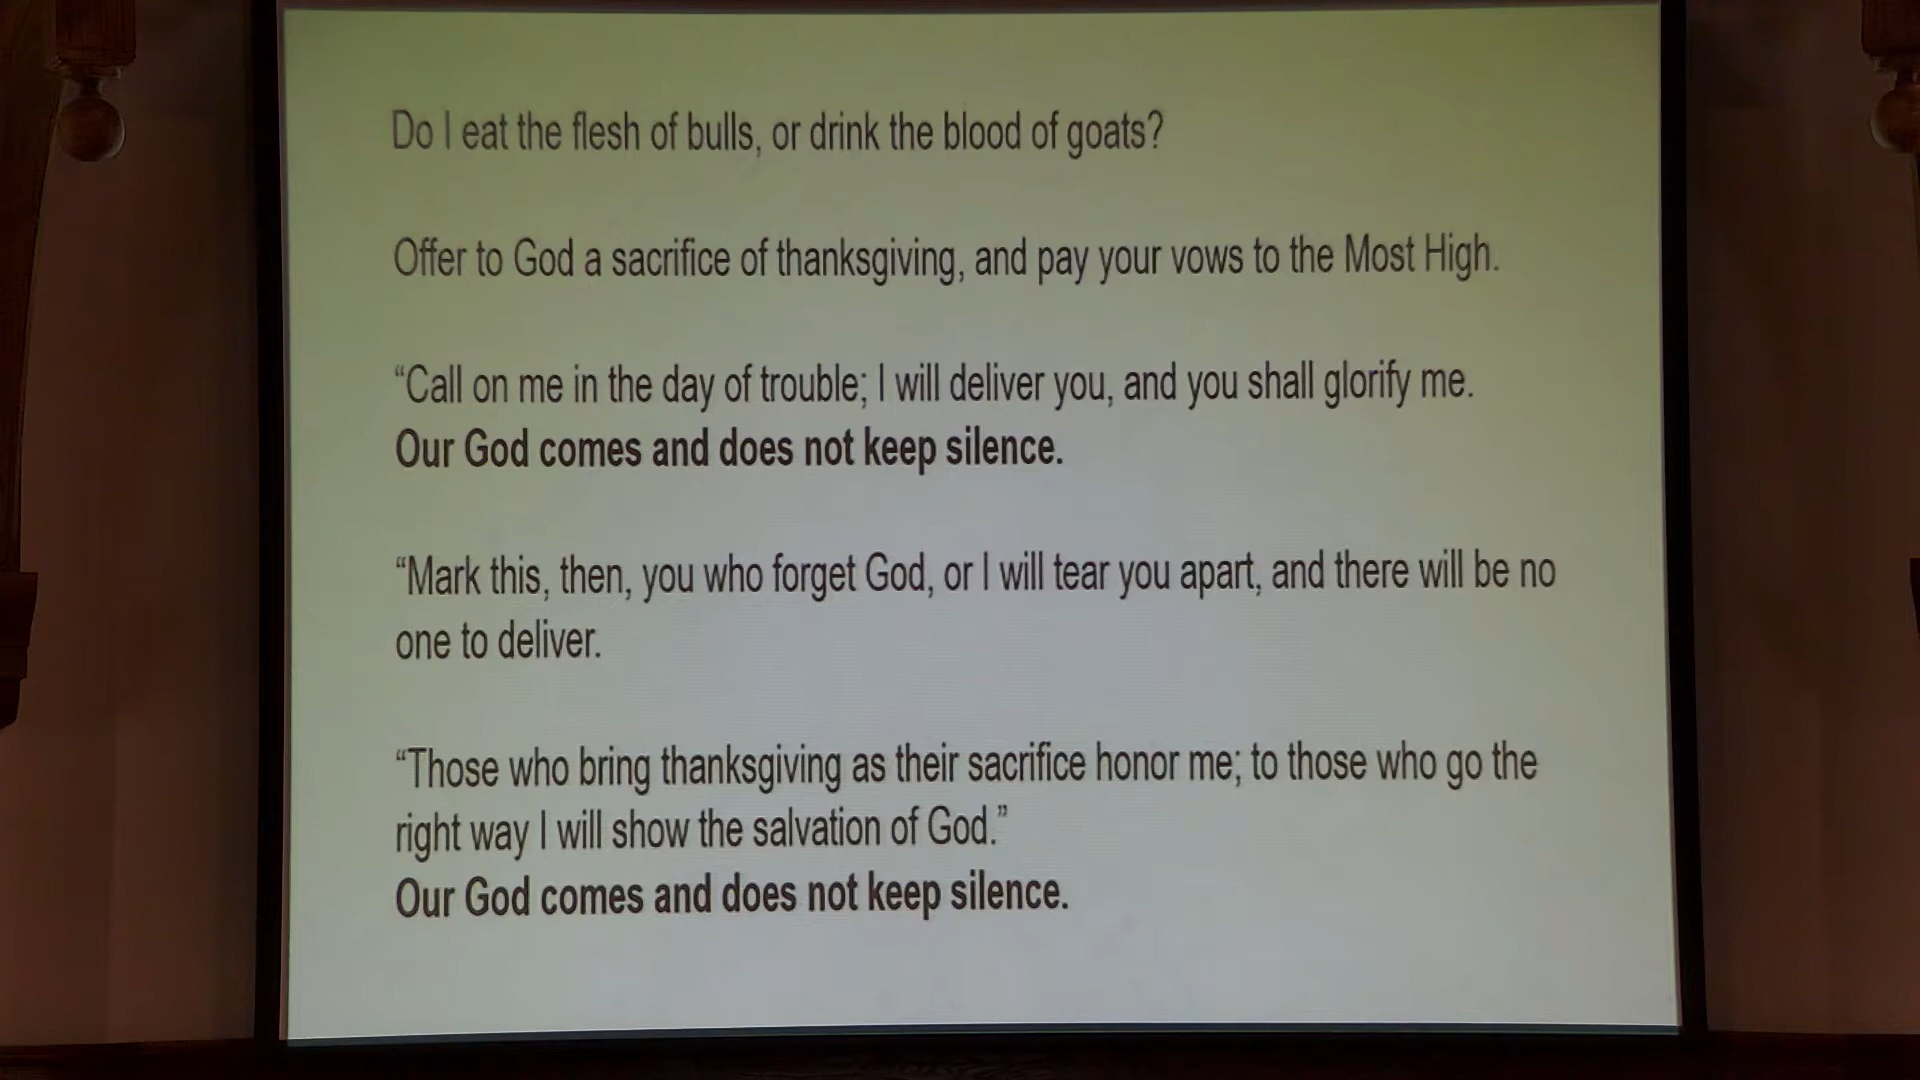 Do I eat the flesh of bulls, or drink the blood of goats?
Offer to God a sacrifice of thanksgiving, and pay your vows to the Most High.
“Call on me in the day of trouble; I will deliver you, and you shall glorify me.
Our God comes and does not keep silence.
“Mark this, then, you who forget God, or I will tear you apart, and there will be no
one to deliver.
“Those who bring thanksgiving as their sacrifice honor me; to those who go the
right way I will show the salvation of God.”
Our God comes and does not keep silence.